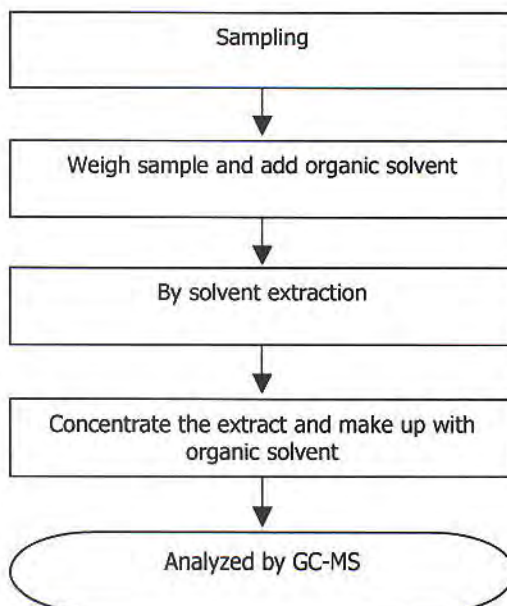 Sampling
Weigh sample and add organic solvent
By solvent extraction
Concentrate the extract and make up with
organic solvent
Analyzed by GC-MS